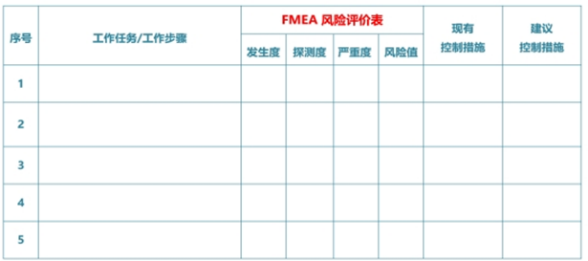 序号
工作任务/工作步骤
FMEA 风险评价表
发生度 探测度 严重度 风险值
现有
控制措施
建议
控制措施
1
2
3
4
5